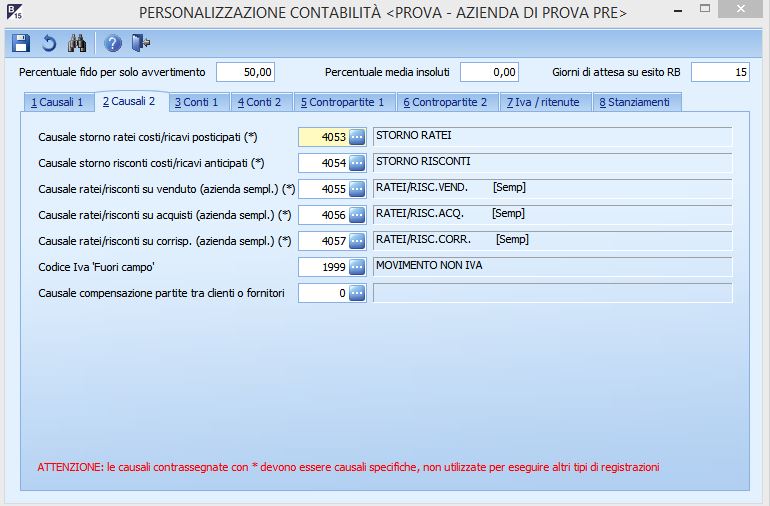 B 15 PERSONALIZZAZIONE CONTABILITÀ <PROVA - AZIENDA DI PROVA PRE>
Percentuale fido per solo avvertimento 50,00 Percentuale media insoluti 0,00 Giorni di attesa su esito RB 15
1 Causali 1 2 Causali 2 3 Conti 1 4 Conti 2 5 Contropartite 1 6 Contropartite 2 7 Iva / ritenute 8 Stanziamenti
Causale storno ratei costi/ricavi posticipati (*) 4053 ... STORNO RATEI
Causale storno risconti costi/ricavi anticipati (*) 4054 ... STORNO RISCONTI
Causale ratei/risconti su venduto (azienda sempl.) (*) 4055 ... RATEI/RISC.VEND. [Semp]
Causale ratei/risconti su acquisti (azienda sempl.) (*) 4056 ... RATEI/RISC.ACQ. [Semp]
Causale ratei/risconti su corrisp. (azienda sempl.) (*) 4057 ... RATEI/RISC.CORR. [Semp]
Codice Iva 'Fuori campo' 1999 ... MOVIMENTO NON IVA
Causale compensazione partite tra clienti o fornitori 0 ...
ATTENZIONE: le causali contrassegnate con * devono essere causali specifiche, non utilizzate per eseguire altri tipi di registrazioni